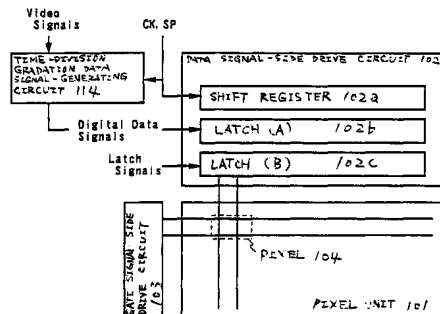 Video
Signals
CK, SP
TIME-DIVISION
GRADATION DATA
SIGNAL-GENERATING
CIRCUIT 114
DATA SIGNAL-SIDE DRIVE CIRCUIT 102
SHIFT REGISTER 102a
Digital Data
Signals
LATCH (A) 102b
Latch
Signals
LATCH (B) 102c
GATE SIGNAL-SIDE
DRIVE CIRCUIT
103
PIXEL 104
PIXEL UNIT 101